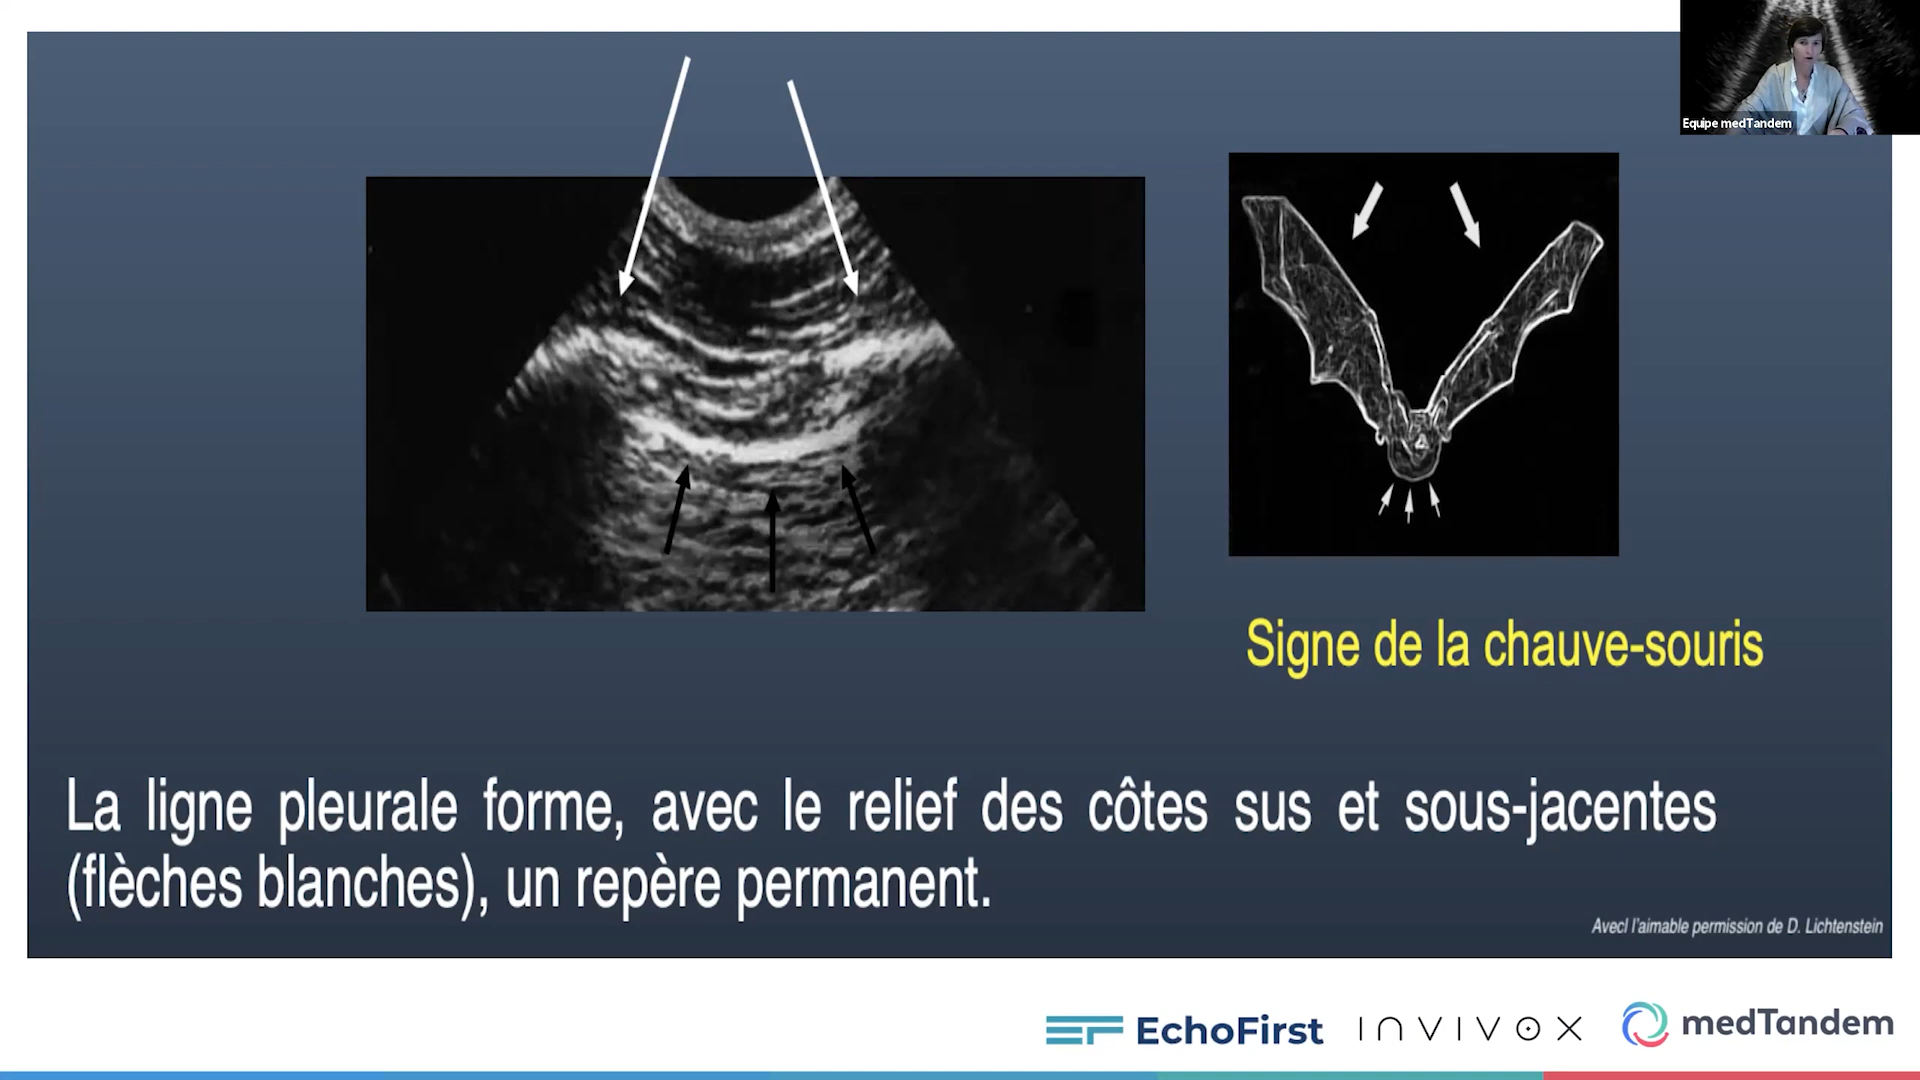 Equipe medTandem
Signe de la chauve-souris
La ligne pleurale forme, avec le relief des côtes sus et sous-jacentes
(flèches blanches), un repère permanent.
Avecl l'aimable permission de D. Lichtenstein
EchoFirst INVIVOX medTandem